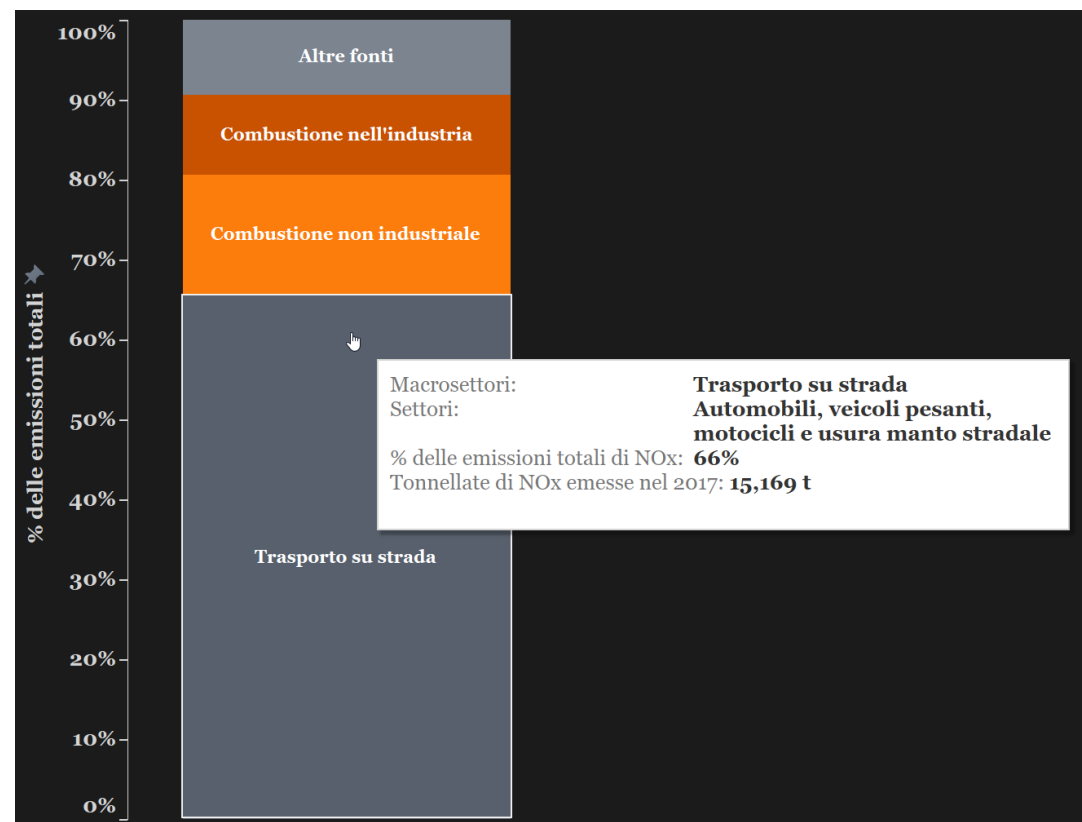 100%
Altre fonti
90%
Combustione nell'industria
80%
Combustione non industriale
70%
% delle emissioni totali
60%
Macrosettori: Trasporto su strada
Settori: Automobili, veicoli pesanti,
motocicli e usura manto stradale
50%
% delle emissioni totali di NOx: 66%
Tonnellate di NOx emesse nel 2017: 15,169 t
40%
Trasporto su strada
30%
20%
10%
0%